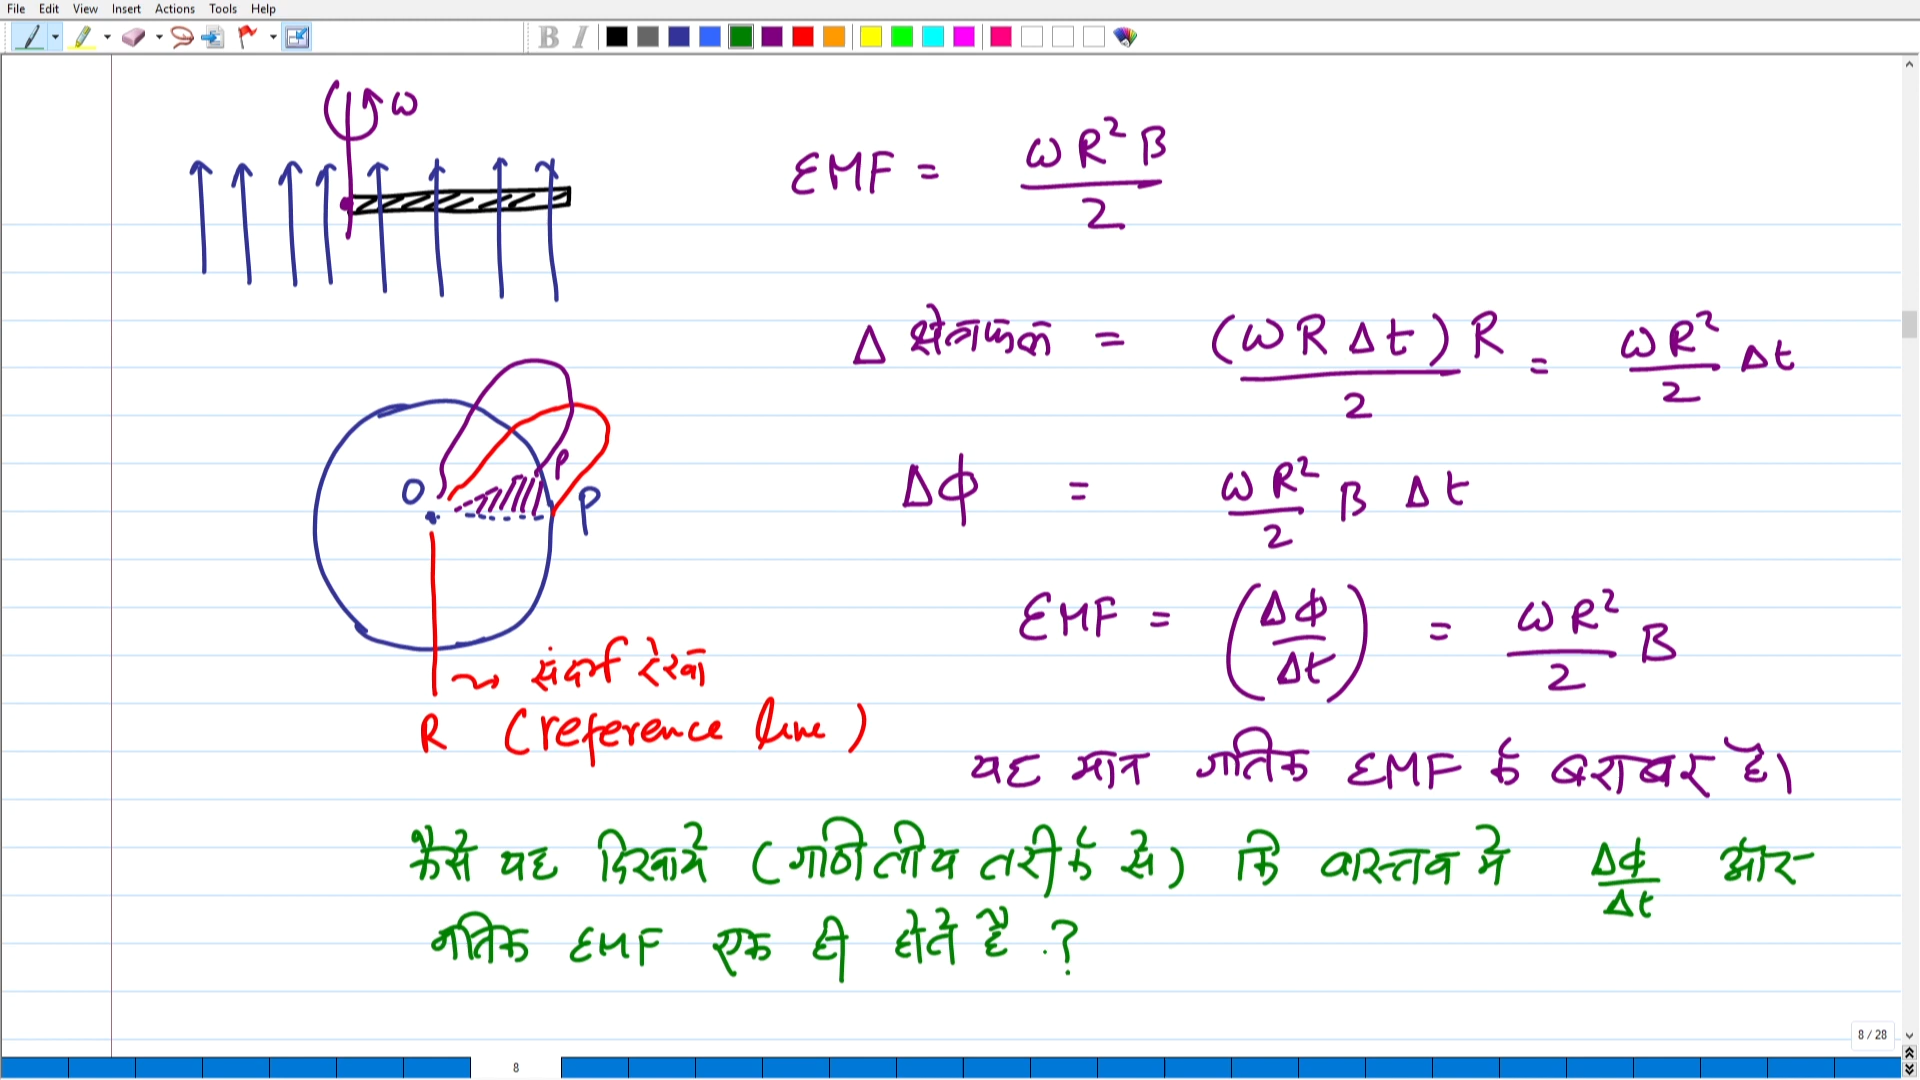 File Edit View Insert Actions Tools Help
B I
ω
EMF = ωR²B / 2
Δ क्षेत्रफल = (ωRΔt)R / 2 = ωR² / 2 Δt
O P P
Δφ = ωR² / 2 B Δt
EMF = (Δφ / Δt) = ωR² / 2 B
संदर्भ रेखा
R (reference line)
यह मान गतिक EMF के बराबर है।
कैसे यह दिखाये (गणितीय तरीके से) कि वास्तव में Δφ / Δt और
गतिक EMF एक ही होते हैं ?
8 / 28
8